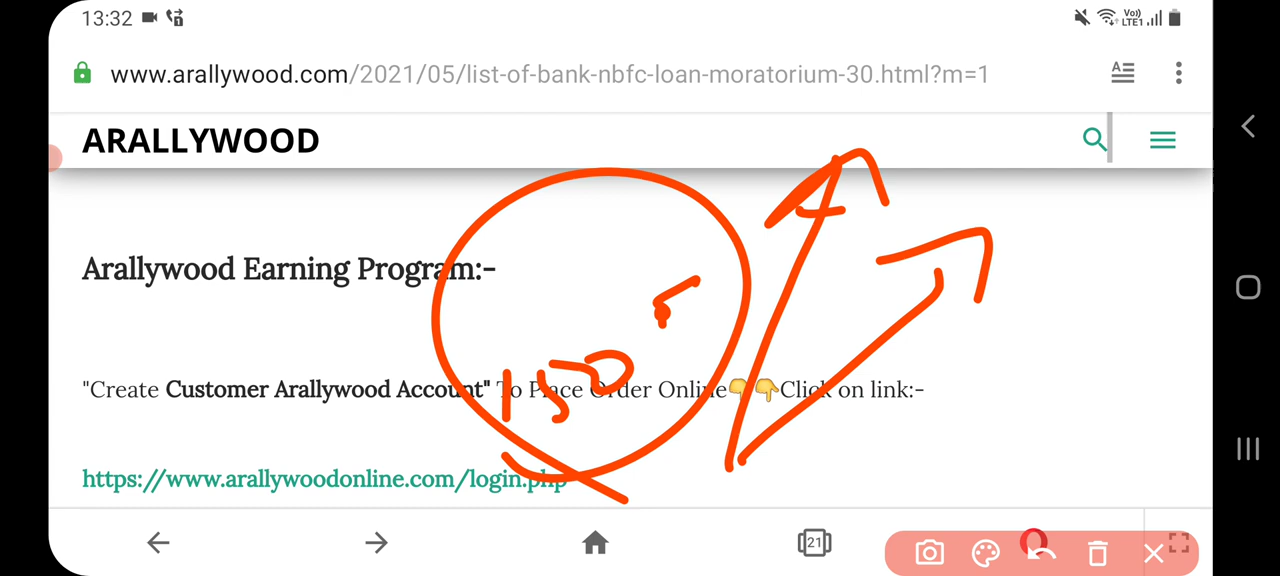 13:32 Vo)) LTE1
www.arallywood.com/2021/05/list-of-bank-nbfc-loan-moratorium-30.html?m=1
ARALLYWOOD
Arallywood Earning Program:-
150
"Create Customer Arallywood Account" To Place Order Online👇👇Click on link:-
https://www.arallywoodonline.com/login.php
21